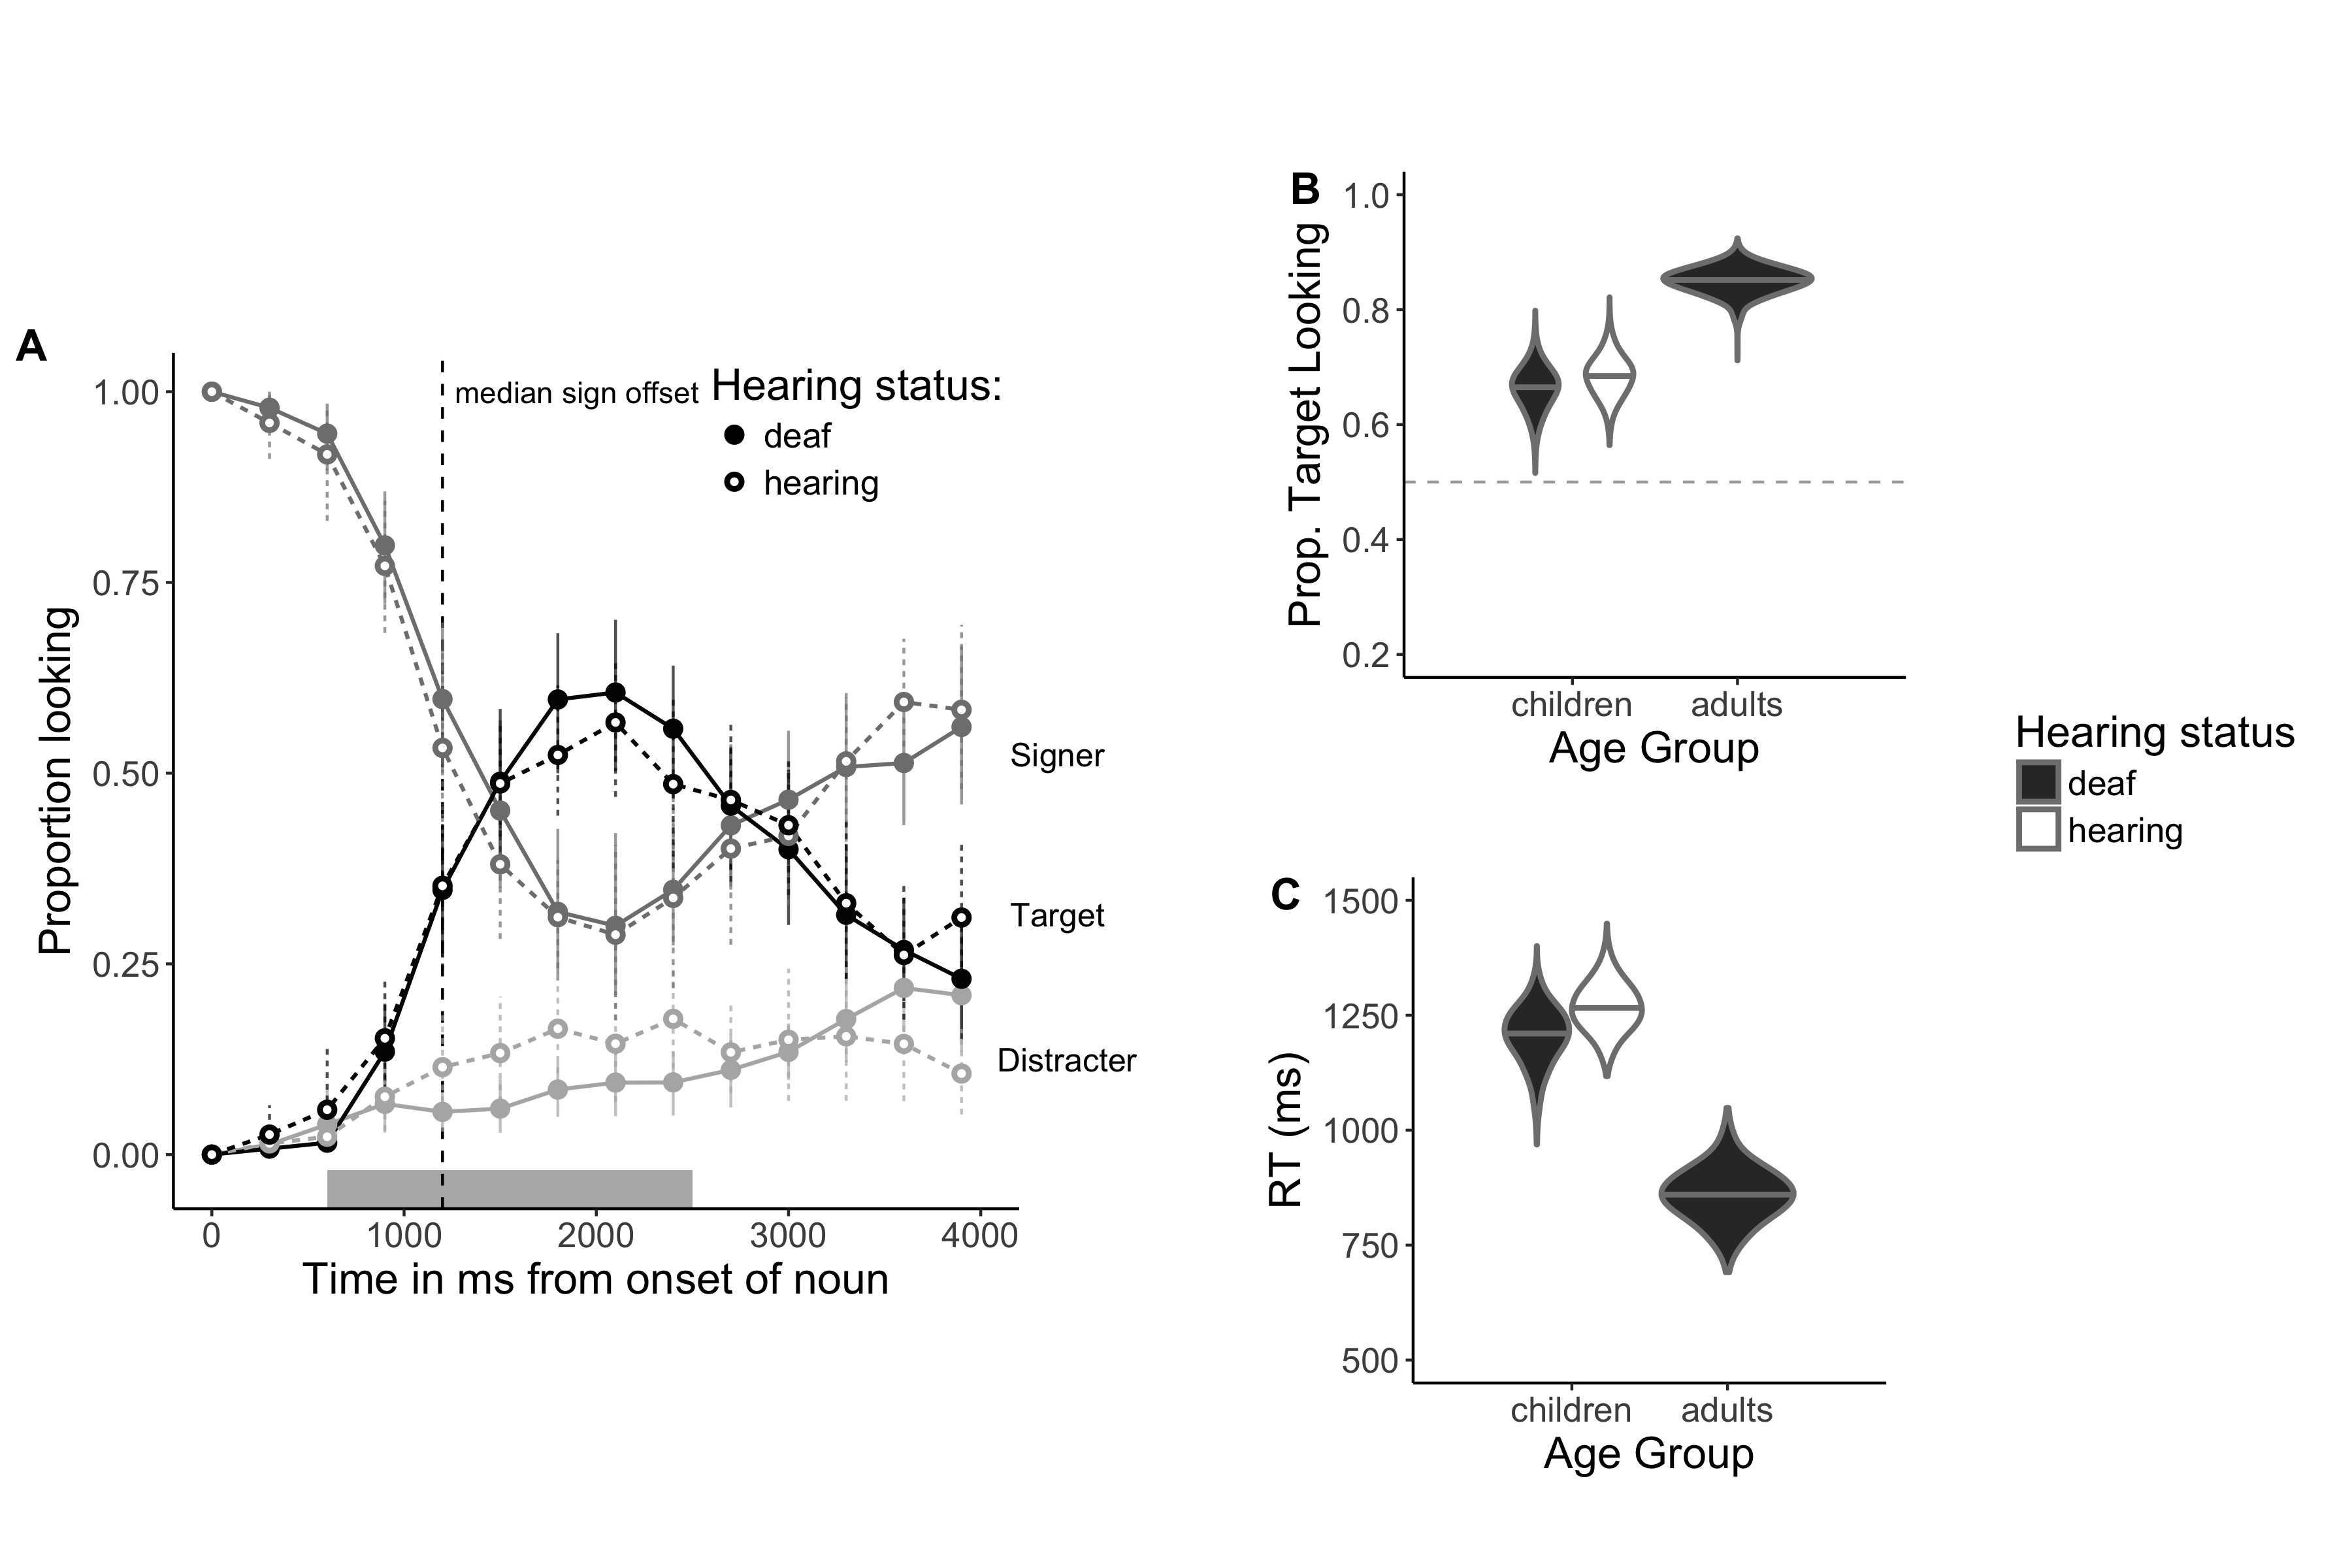 A
Proportion looking
1.00
0.75
0.50
0.25
0.00
median sign offset
Hearing status:
deaf
hearing
Signer
Target
Distracter
0 1000 2000 3000 4000
Time in ms from onset of noun
B
Prop. Target Looking
1.0
0.8
0.6
0.4
0.2
children adults
Age Group
Hearing status
deaf
hearing
C
RT (ms)
1500
1250
1000
750
500
children adults
Age Group